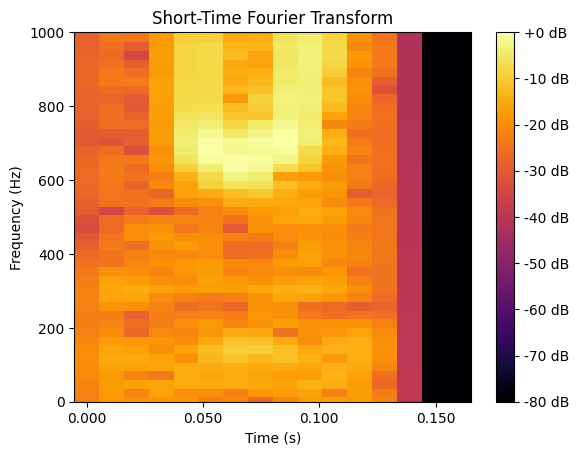 Short-Time Fourier Transform
1000
800
600
400
200
0
Frequency (Hz)
0.000
0.050
0.100
0.150
Time (s)
+0 dB
-10 dB
-20 dB
-30 dB
-40 dB
-50 dB
-60 dB
-70 dB
-80 dB